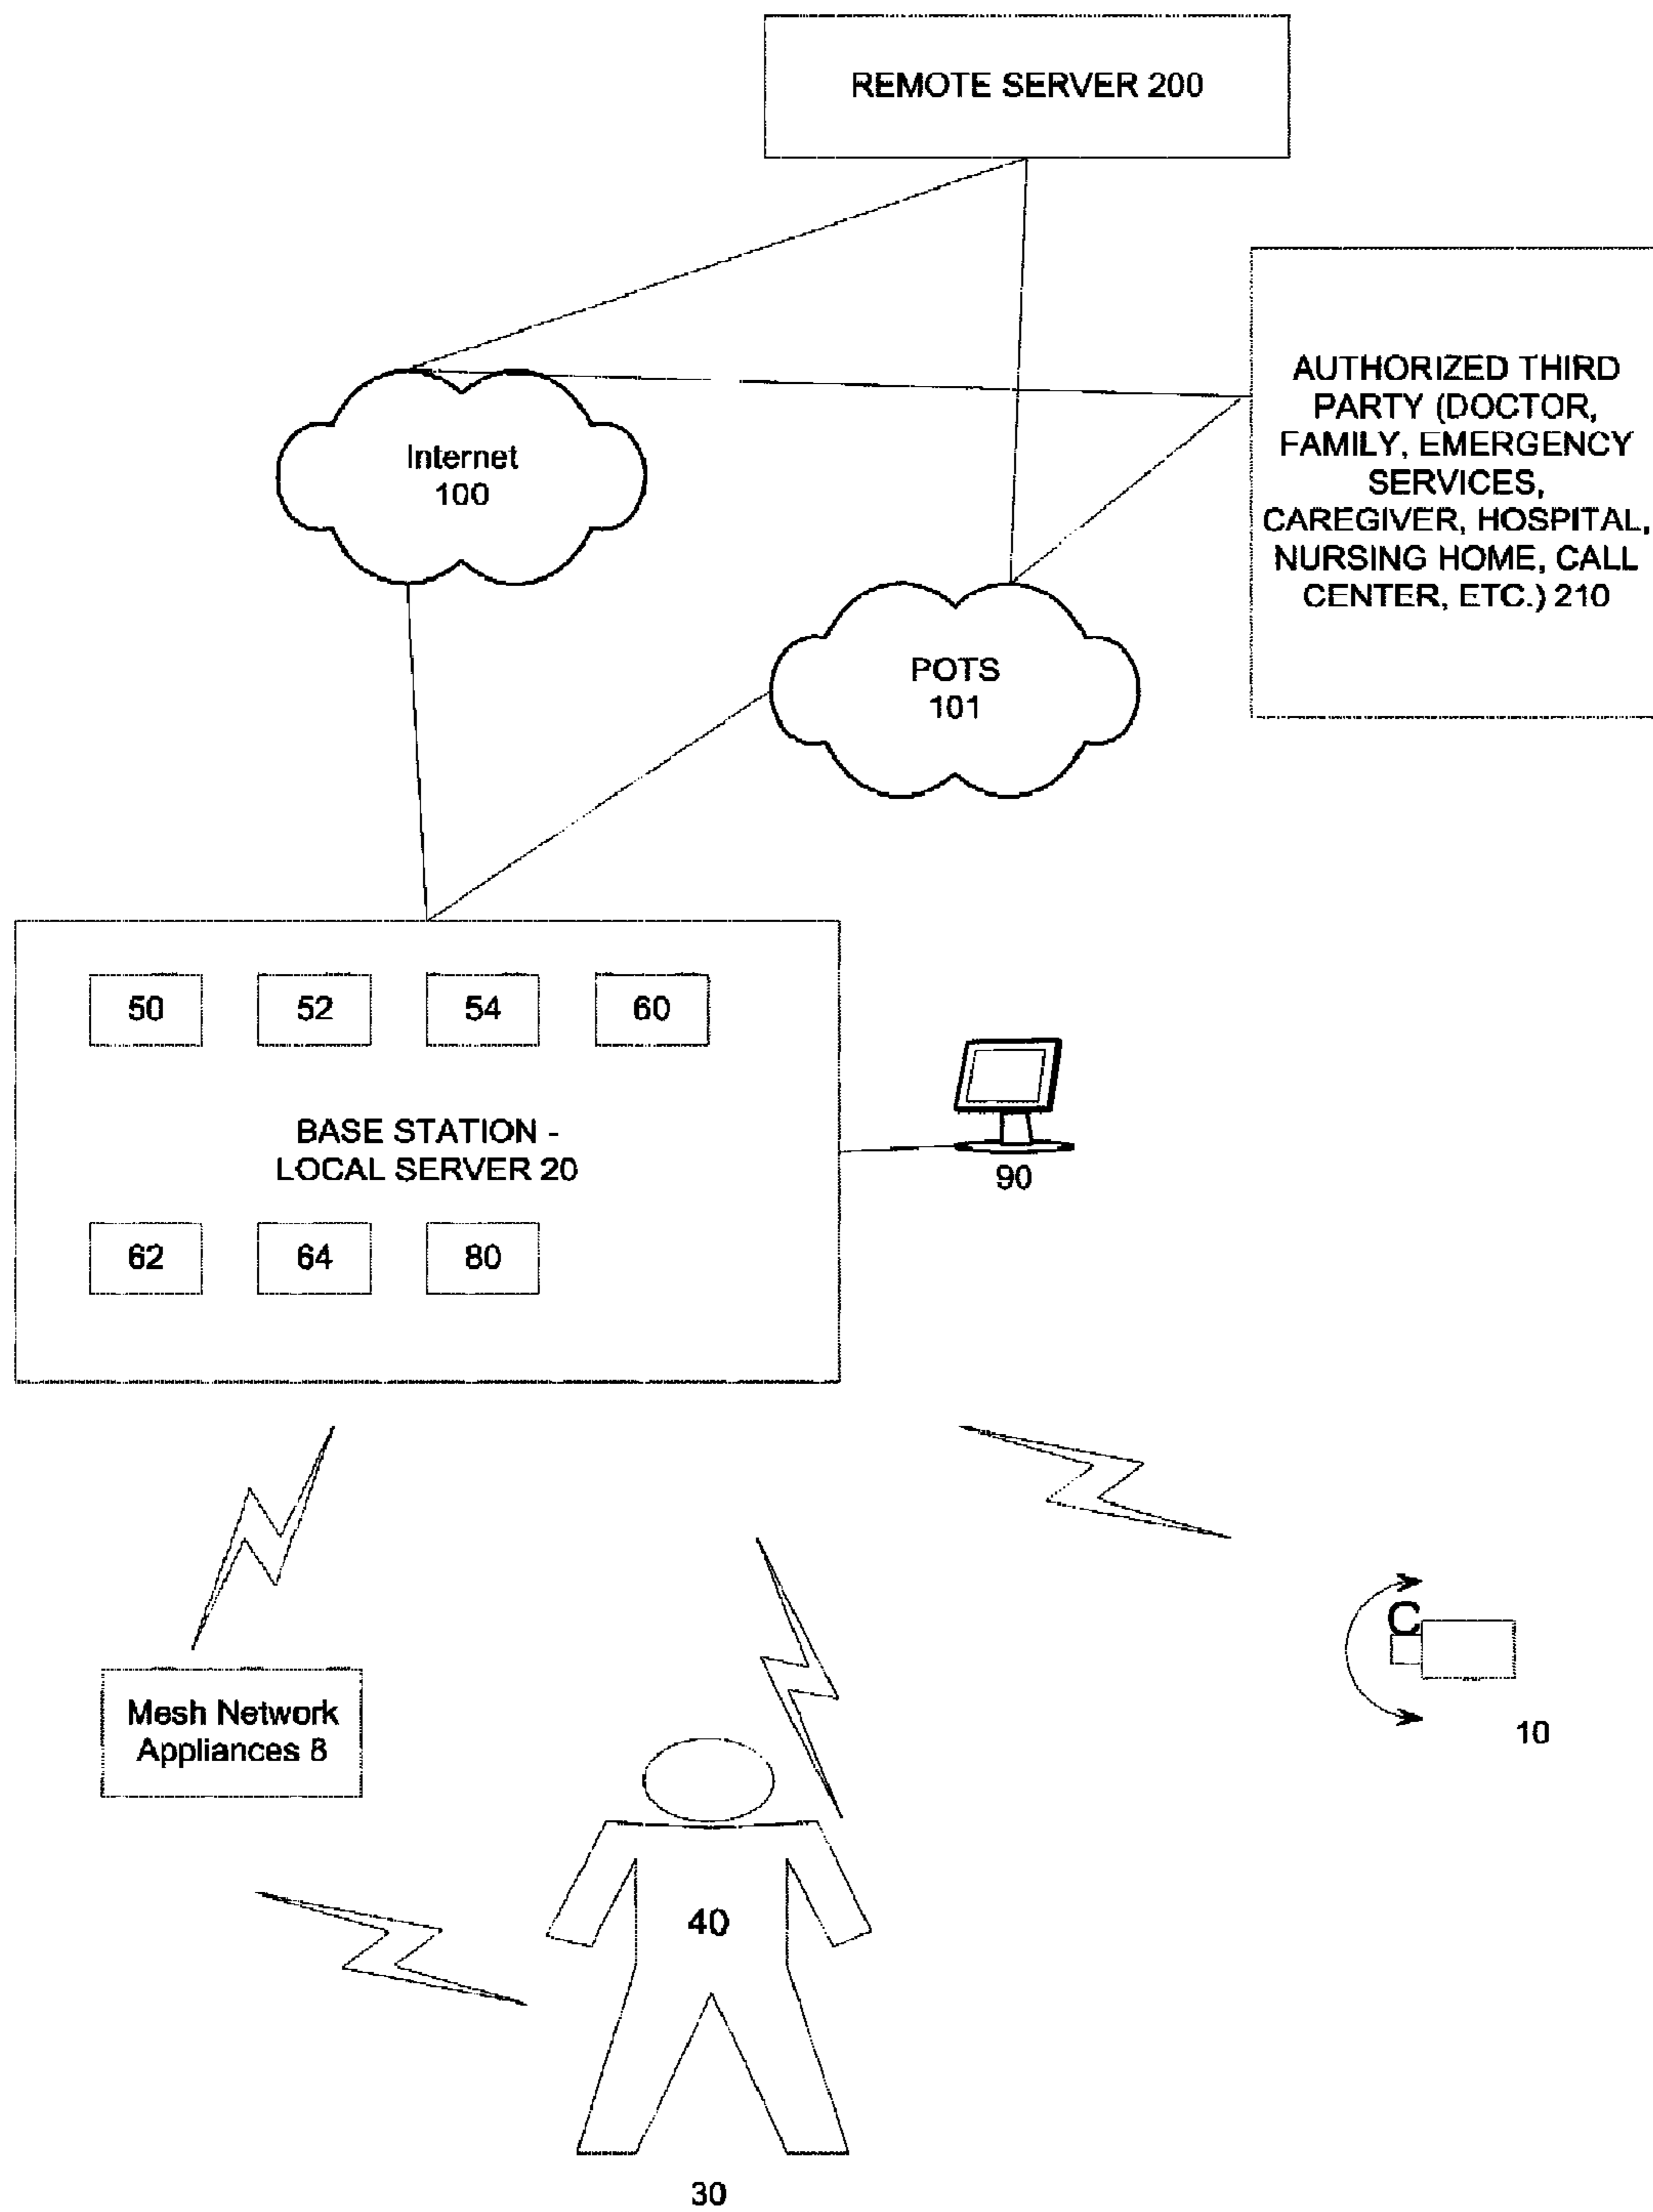 REMOTE SERVER 200
AUTHORIZED THIRD
PARTY (DOCTOR,
FAMILY, EMERGENCY
SERVICES,
CAREGIVER, HOSPITAL,
NURSING HOME, CALL
CENTER, ETC.) 210
Internet
100
POTS
101
50
52
54
60
BASE STATION -
LOCAL SERVER 20
90
62
64
80
C
10
Mesh Network
Appliances 8
40
30